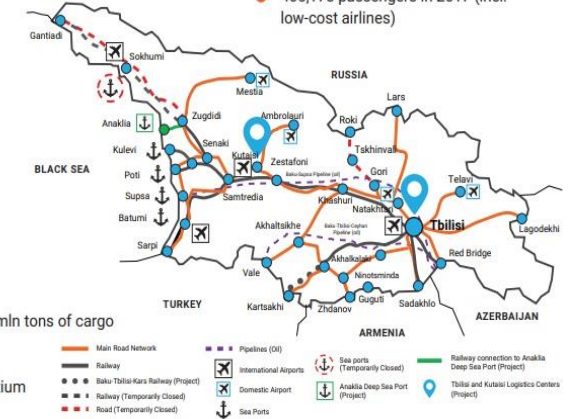 low-cost airlines)
Gantiadi
Sokhumi
RUSSIA
Mestia
Lars
Anaklia
Zugdidi
Ambrolauri
Roki
Kulevi
Senaki
Kutaisi
Tskhinvali
BLACK SEA
Zestafoni
Gori
Telavi
Poti
Baku-Supsa Pipeline (oil)
Supsa
Samtredia
Khashuri
Natakhtari
Lagodekhi
Batumi
Akhaltsikhe
Baku-Tbilisi-Ceyhan
Pipeline (oil)
Tbilisi
Sarpi
Akhalkalaki
Red Bridge
Vale
Ninotsminda
TURKEY
Kartsakhi
Zhdanov
Guguti
Sadakhlo
AZERBAIJAN
ARMENIA
mln tons of cargo
ium
Main Road Network
Railway
Baku-Tbilisi-Kars Railway (Project)
Railway (Temporarily Closed)
Road (Temporarily Closed)
Pipelines (Oil)
International Airports
Domestic Airport
Sea Ports
Sea ports
(Temporarily Closed)
Anaklia Deep Sea Port
(Project)
Railway connection to Anaklia
Deep Sea Port (Project)
Tbilisi and Kutaisi Logistics Centers
(Project)